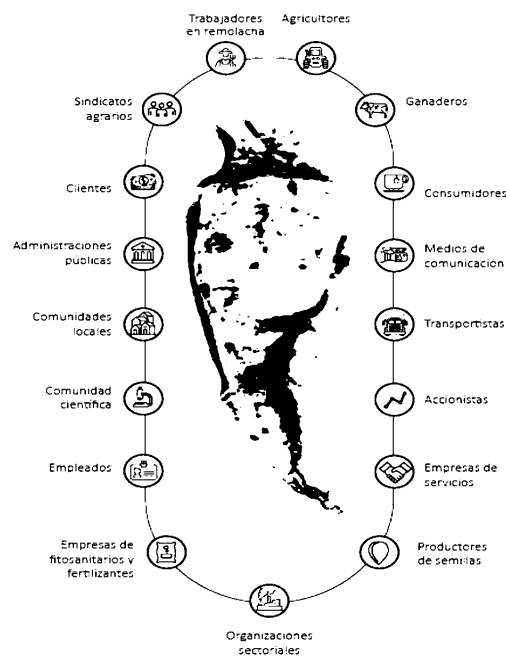 Trabajadores
en remolacha
Agricultores
Sindicatos
agrarios
Ganaderos
Clientes
Consumidores
Administraciones
públicas
Medios de
comunicación
Comunidades
locales
Transportistas
Comunidad
científica
Accionistas
Empleados
Empresas de
servicios
Empresas de
fitosanitarios y
fertilizantes
Productores
de semillas
Organizaciones
sectoriales